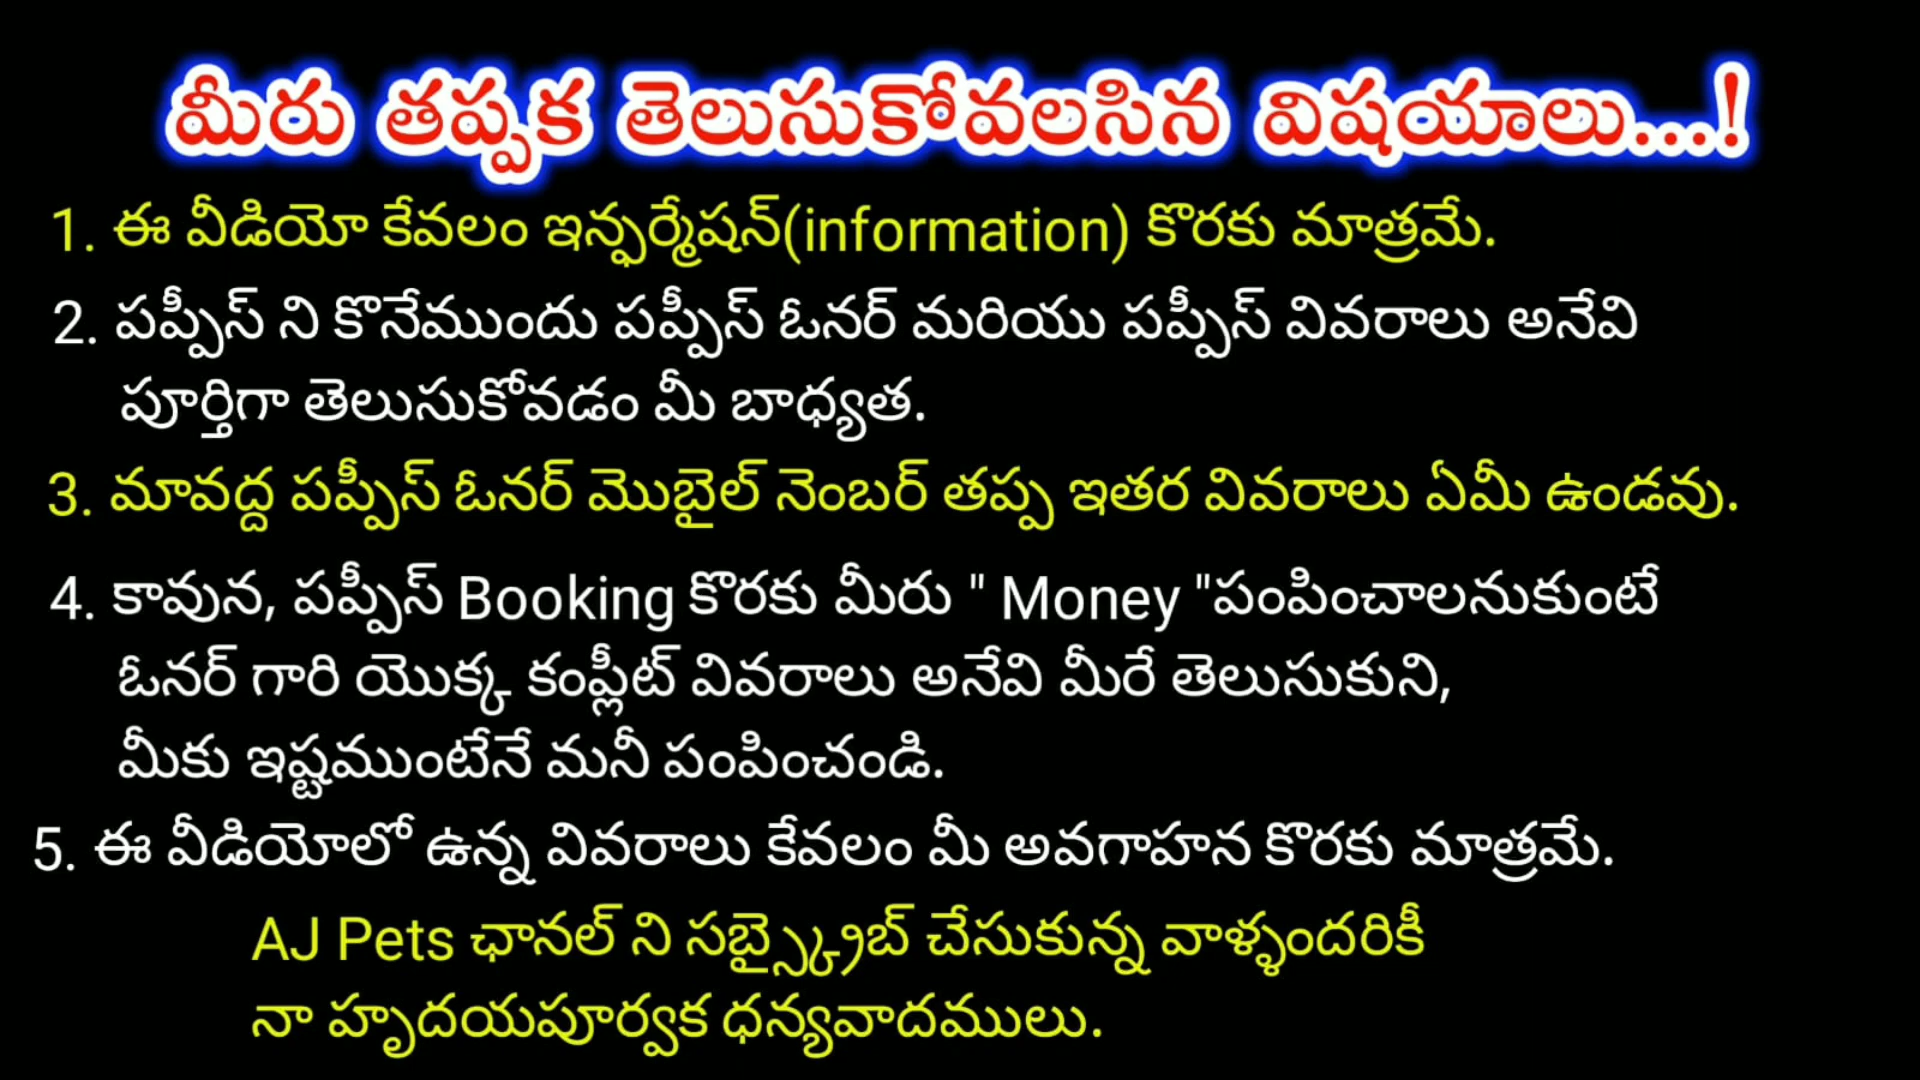 మీరు తప్పక తెలుసుకోవలసిన విషయాలు...!
1. ఈ వీడియో కేవలం ఇన్ఫర్మేషన్(information) కొరకు మాత్రమే.
2. పప్పీస్ ని కొనేముందు పప్పీస్ ఓనర్ మరియు పప్పీస్ వివరాలు అనేవి
పూర్తిగా తెలుసుకోవడం మీ బాధ్యత.
3. మావద్ద పప్పీస్ ఓనర్ మొబైల్ నెంబర్ తప్ప ఇతర వివరాలు ఏమీ ఉండవు.
4. కావున, పప్పీస్ Booking కొరకు మీరు " Money "పంపించాలనుకుంటే
ఓనర్ గారి యొక్క కంప్లీట్ వివరాలు అనేవి మీరే తెలుసుకుని,
మీకు ఇష్టముంటేనే మనీ పంపించండి.
5. ఈ వీడియోలో ఉన్న వివరాలు కేవలం మీ అవగాహన కొరకు మాత్రమే.
AJ Pets ఛానల్ ని సబ్స్క్రైబ్ చేసుకున్న వాళ్ళందరికీ
నా హృదయపూర్వక ధన్యవాదములు.